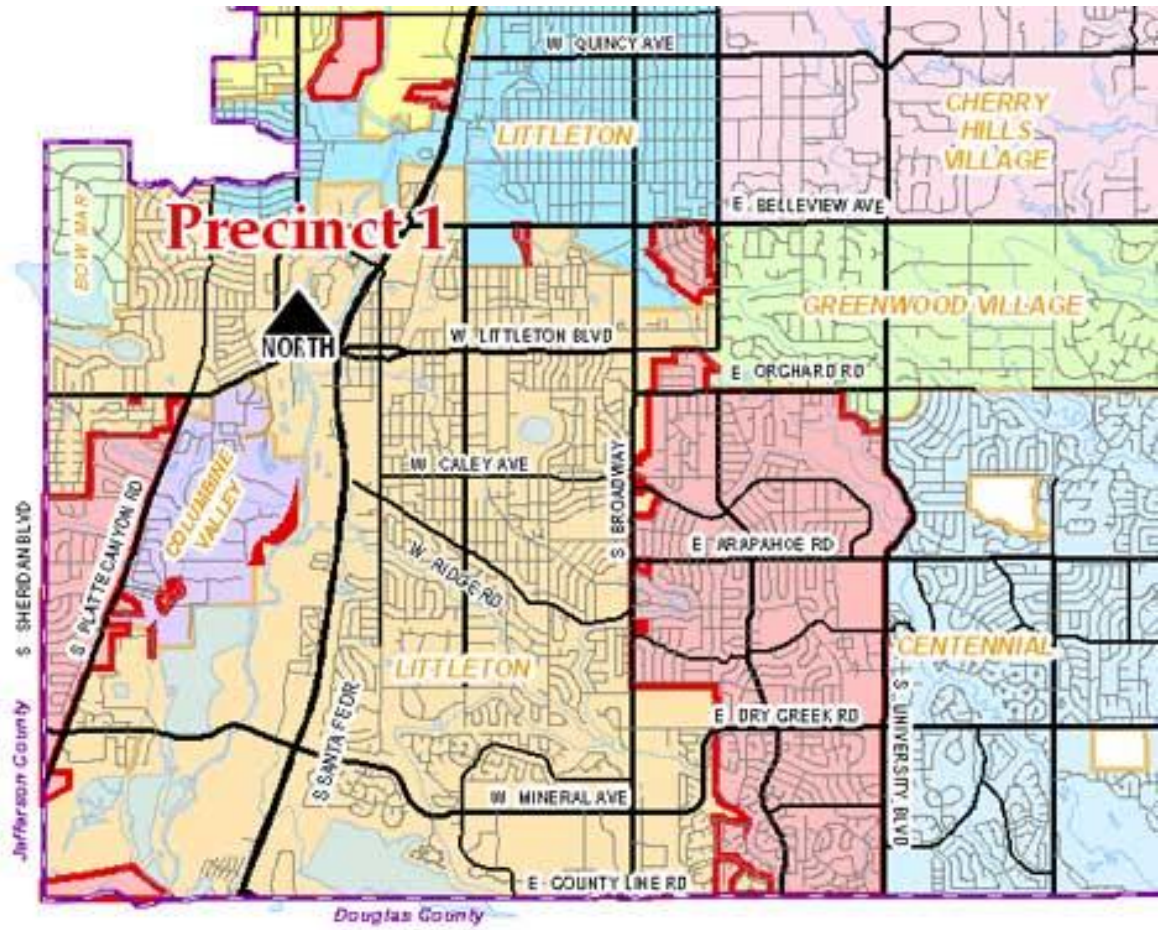 W QUINCY AVE
CHERRY
HILLS
VILLAGE
LITTLETON
BOW MAR
E. BELLEVIEW AVE
Precinct 1
GREENWOOD VILLAGE
NORTH
W LITTLETON BLVD
E ORCHARD RD
COLUMBINE
VALLEY
W CALEY AVE
S BROADWAY
S SHERIDAN BLVD
S PLATTE CANYON RD
E ARAPAHOE RD
W RIDGE RD
LITTLETON
CENTENNIAL
S UNIVERSITY BLVD
E DRY CREEK RD
S SANTA FE DR
Jefferson County
W MINERAL AVE
E COUNTY LINE RD
Douglas County